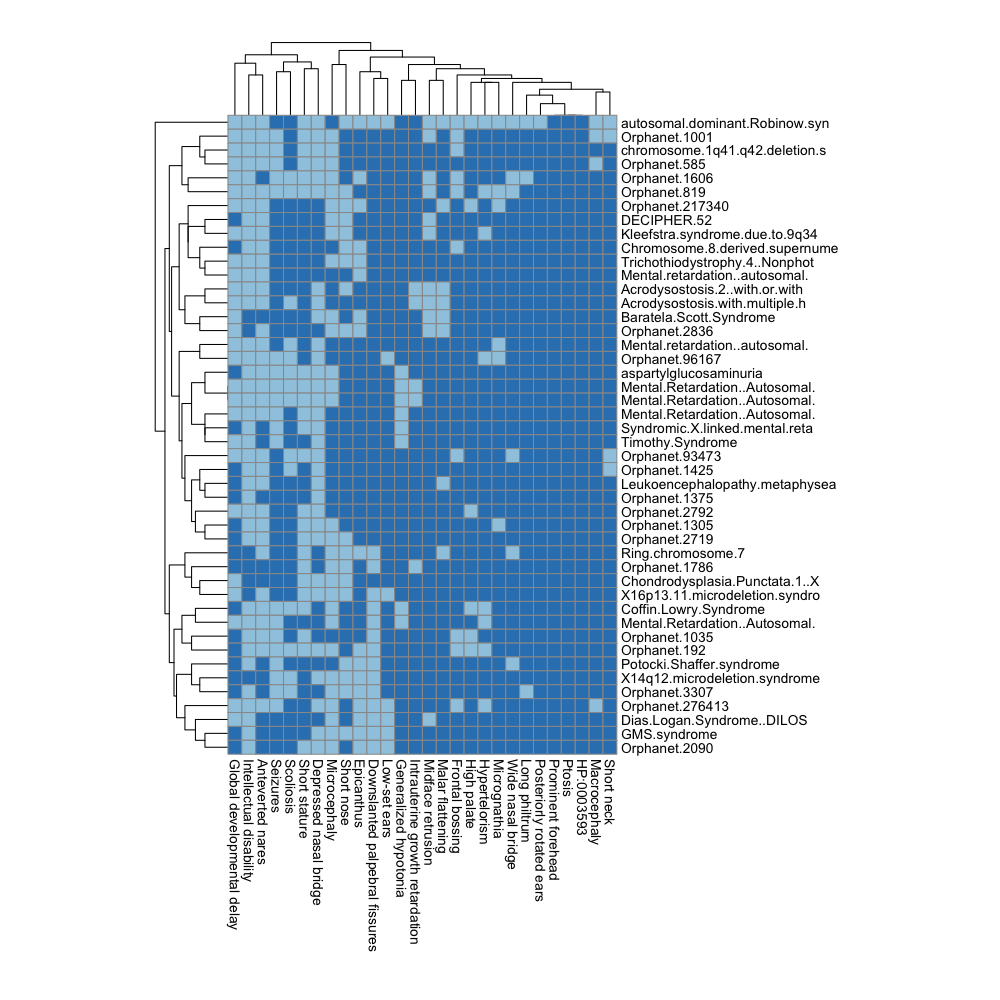 autosomal.dominant.Robinow.syn
Orphanet.1001
chromosome.1q41.q42.deletion.s
Orphanet.585
Orphanet.1606
Orphanet.819
Orphanet.217340
DECIPHER.52
Kleefstra.syndrome.due.to.9q34
Chromosome.8.derived.supernume
Trichothiodystrophy.4..Nonphot
Mental.retardation..autosomal.
Acrodysostosis.2..with.or.with
Acrodysostosis.with.multiple.h
Baratela.Scott.Syndrome
Orphanet.2836
Mental.retardation..autosomal.
Orphanet.96167
aspartylglucosaminuria
Mental.Retardation..Autosomal.
Mental.Retardation..Autosomal.
Mental.Retardation..Autosomal.
Syndromic.X.linked.mental.reta
Timothy.Syndrome
Orphanet.93473
Orphanet.1425
Leukoencephalopathy.metaphysea
Orphanet.1375
Orphanet.2792
Orphanet.1305
Orphanet.2719
Ring.chromosome.7
Orphanet.1786
Chondrodysplasia.Punctata.1..X
X16p13.11.microdeletion.syndro
Coffin.Lowry.Syndrome
Mental.Retardation..Autosomal.
Orphanet.1035
Orphanet.192
Potocki.Shaffer.syndrome
X14q12.microdeletion.syndrome
Orphanet.3307
Orphanet.276413
Dias.Logan.Syndrome..DILOS
GMS.syndrome
Orphanet.2090
Global developmental delay
Intellectual disability
Anteverted nares
Seizures
Scoliosis
Short stature
Depressed nasal bridge
Microcephaly
Short nose
Epicanthus
Downslanted palpebral fissures
Low-set ears
Generalized hypotonia
Intrauterine growth retardation
Midface retrusion
Malar flattening
Frontal bossing
High palate
Hypertelorism
Micrognathia
Wide nasal bridge
Long philtrum
Posteriorly rotated ears
Prominent forehead
Ptosis
HP:0003593
Macrocephaly
Short neck